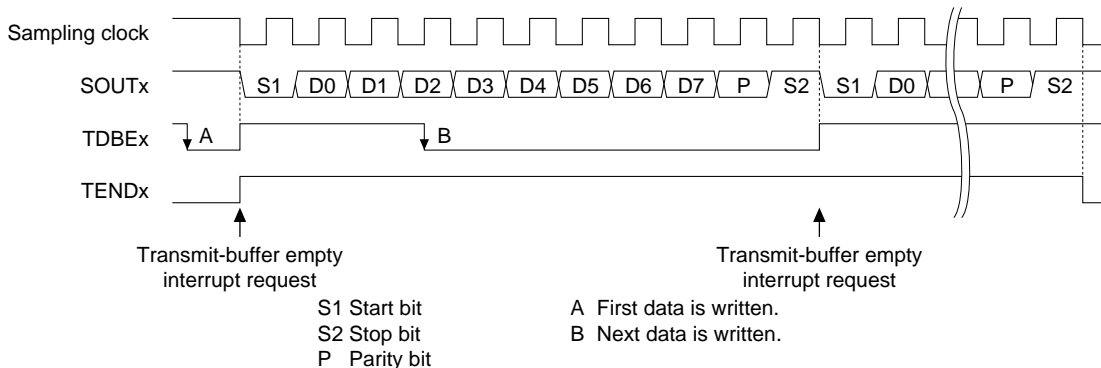 Sampling clock
SOUTx S1 D0 D1 D2 D3 D4 D5 D6 D7 P S2 S1 D0 P S2
TDBEx A B
TENDx
Transmit-buffer empty
interrupt request
Transmit-buffer empty
interrupt request
S1 Start bit
S2 Stop bit
P Parity bit
A First data is written.
B Next data is written.